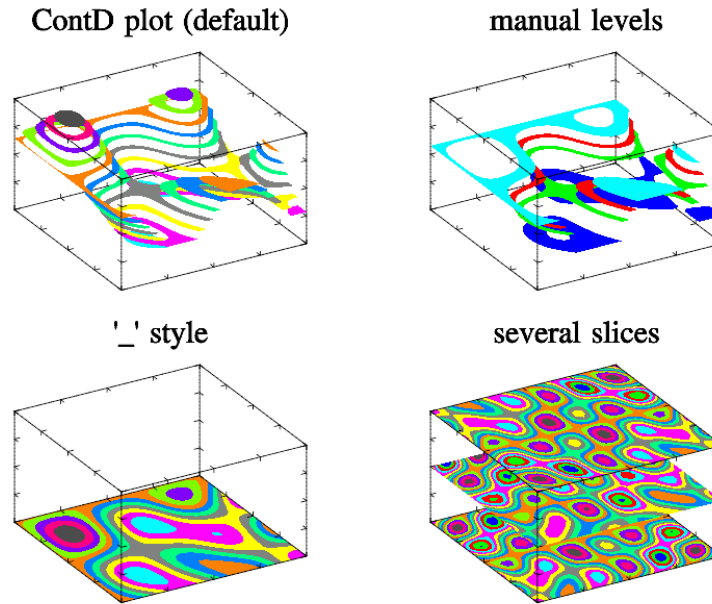 ContD plot (default)
manual levels
'_' style
several slices